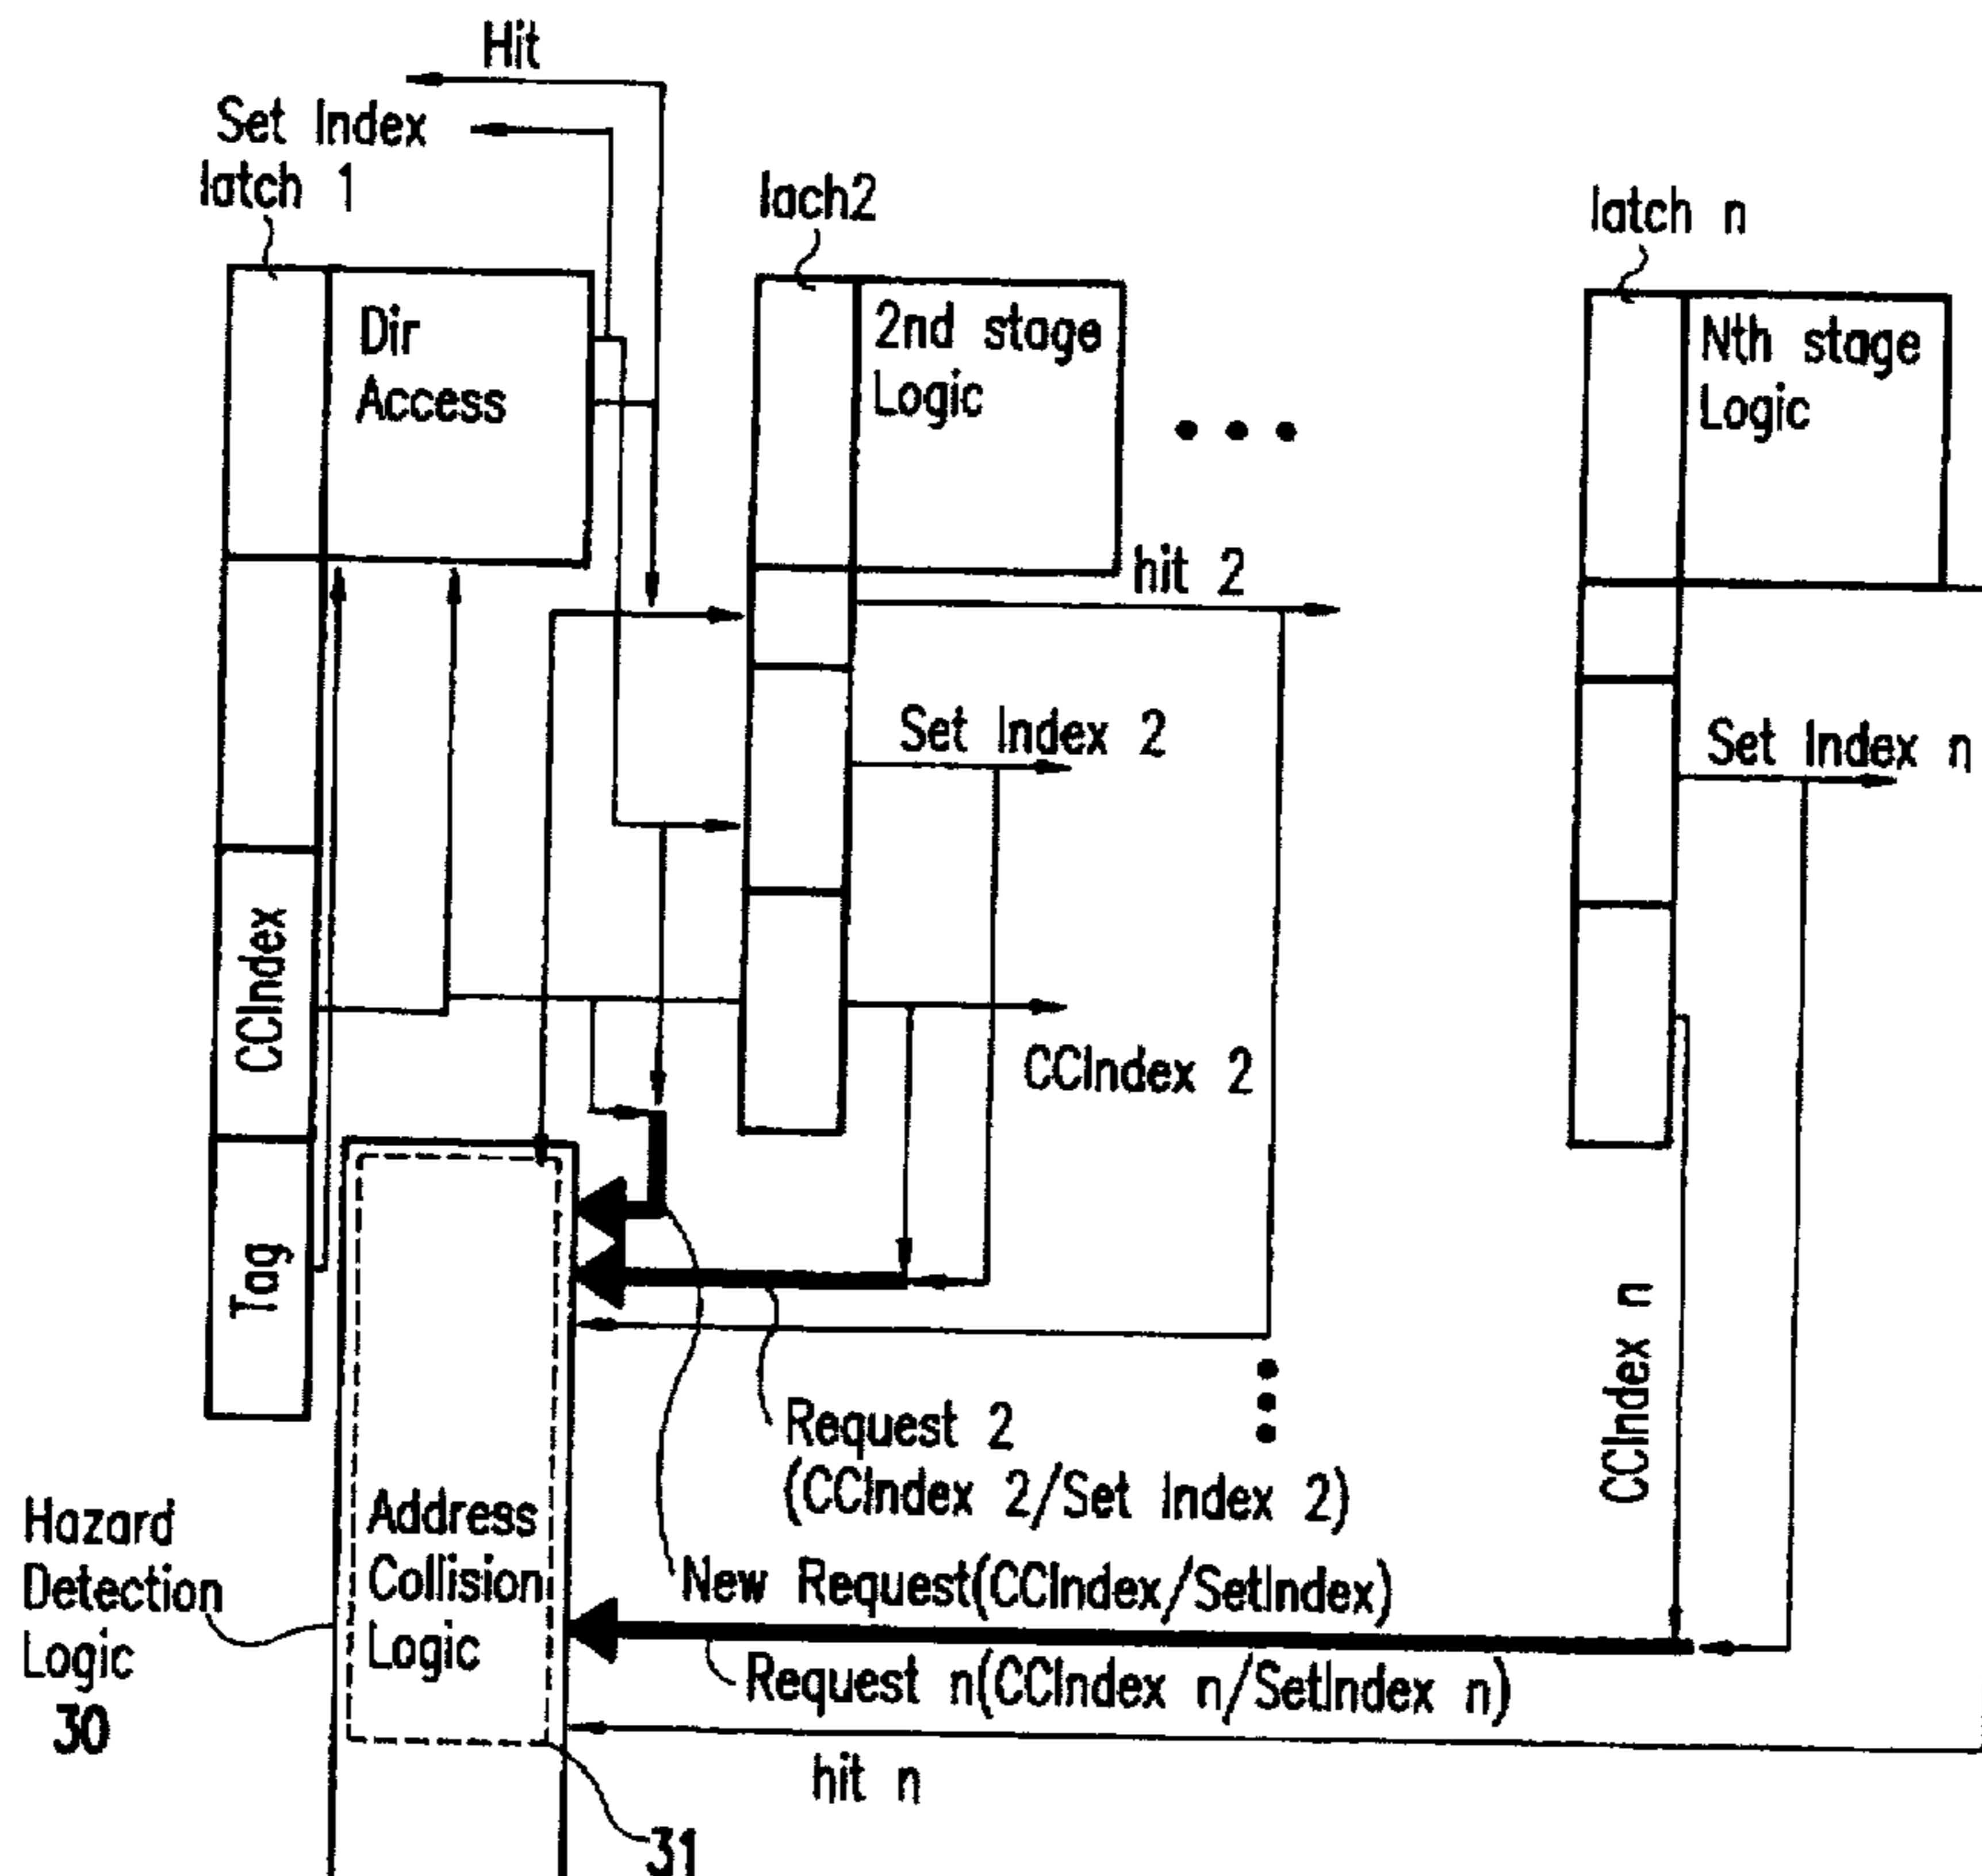 Hit
Set Index
latch 1
lach2
latch n
Dir
Access
2nd stage
Logic
Nth stage
Logic
hit 2
Set Index 2
Set Index n
CCIndex
CCIndex 2
Tag
CCIndex n
Request 2
(CCIndex 2/Set Index 2)
Hazard
Detection
Logic
30
Address
Collision
Logic
New Request(CCIndex/SetIndex)
Request n(CCIndex n/SetIndex n)
hit n
31